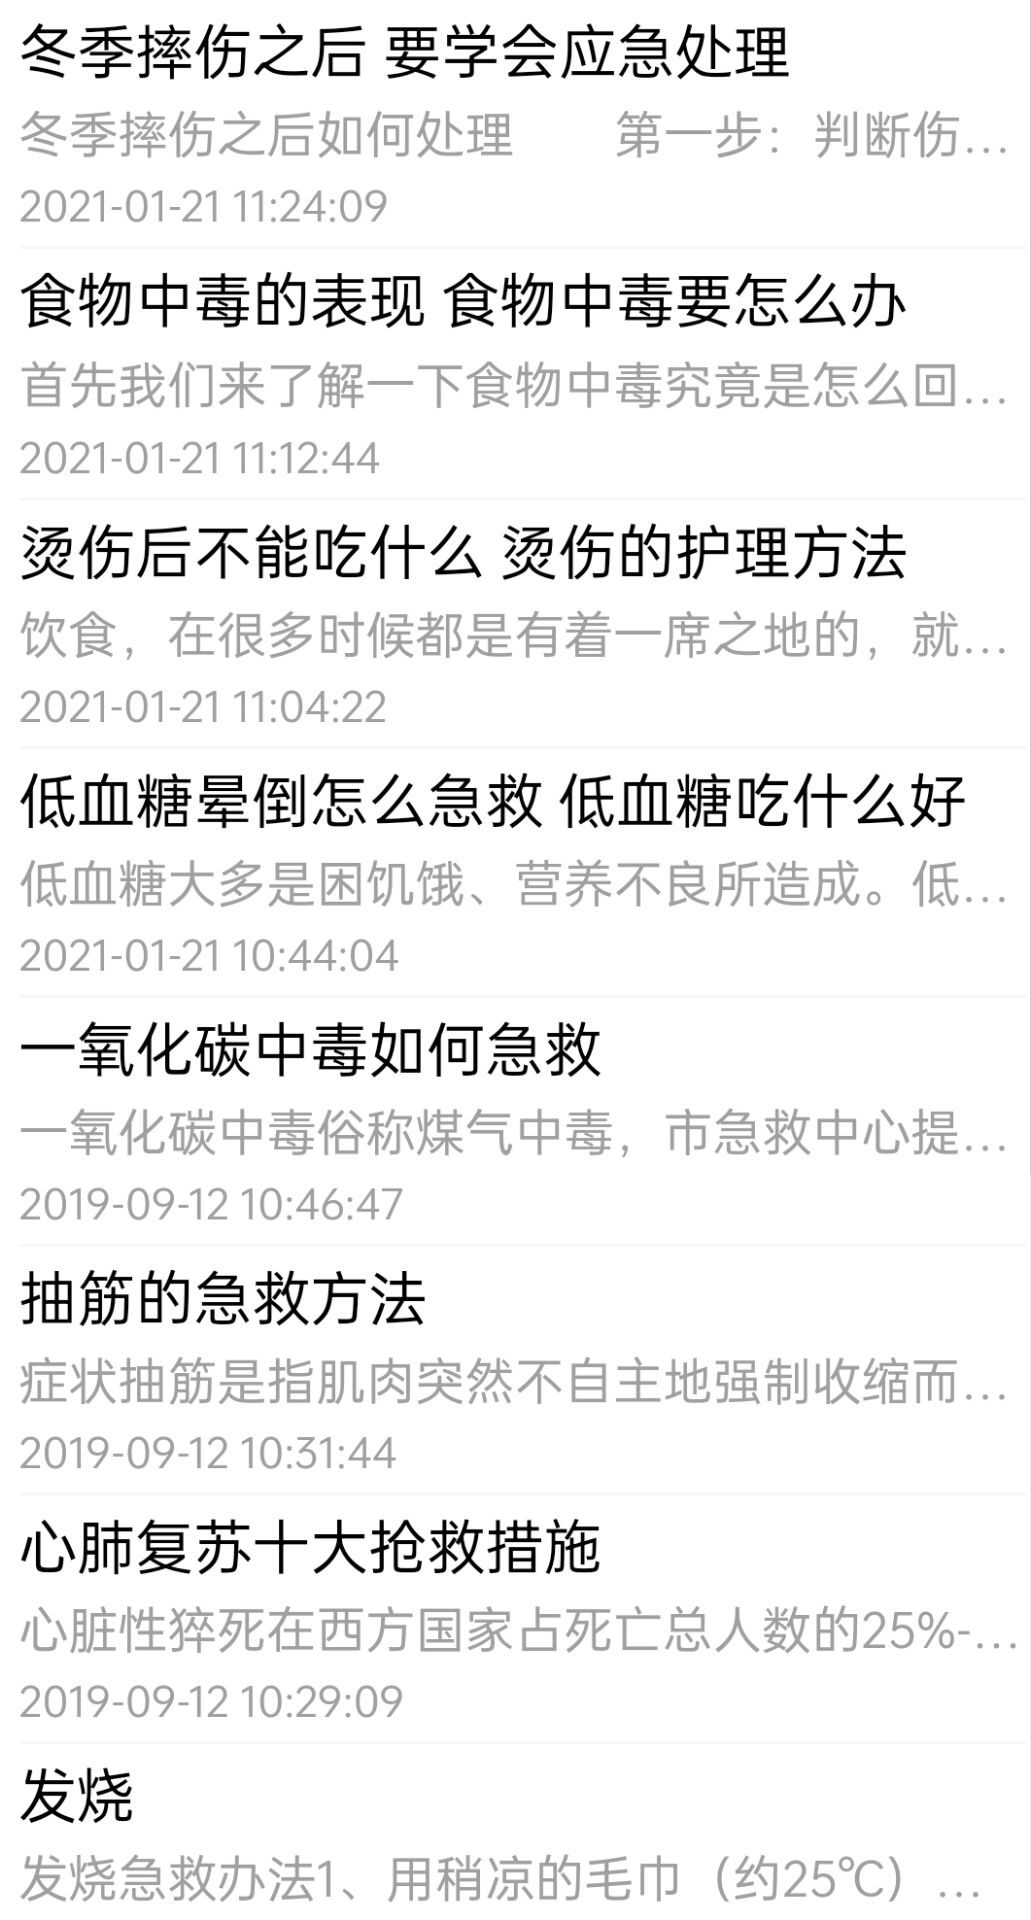 冬季摔伤之后 要学会应急处理
冬季摔伤之后如何处理　　第一步：判断伤...
2021-01-21 11:24:09
食物中毒的表现 食物中毒要怎么办
首先我们来了解一下食物中毒究竟是怎么回...
2021-01-21 11:12:44
烫伤后不能吃什么 烫伤的护理方法
饮食，在很多时候都是有着一席之地的，就...
2021-01-21 11:04:22
低血糖晕倒怎么急救 低血糖吃什么好
低血糖大多是困饥饿、营养不良所造成。低...
2021-01-21 10:44:04
一氧化碳中毒如何急救
一氧化碳中毒俗称煤气中毒，市急救中心提...
2019-09-12 10:46:47
抽筋的急救方法
症状抽筋是指肌肉突然不自主地强制收缩而...
2019-09-12 10:31:44
心肺复苏十大抢救措施
心脏性猝死在西方国家占死亡总人数的25%-...
2019-09-12 10:29:09
发烧
发烧急救办法1、用稍凉的毛巾（约25℃）...